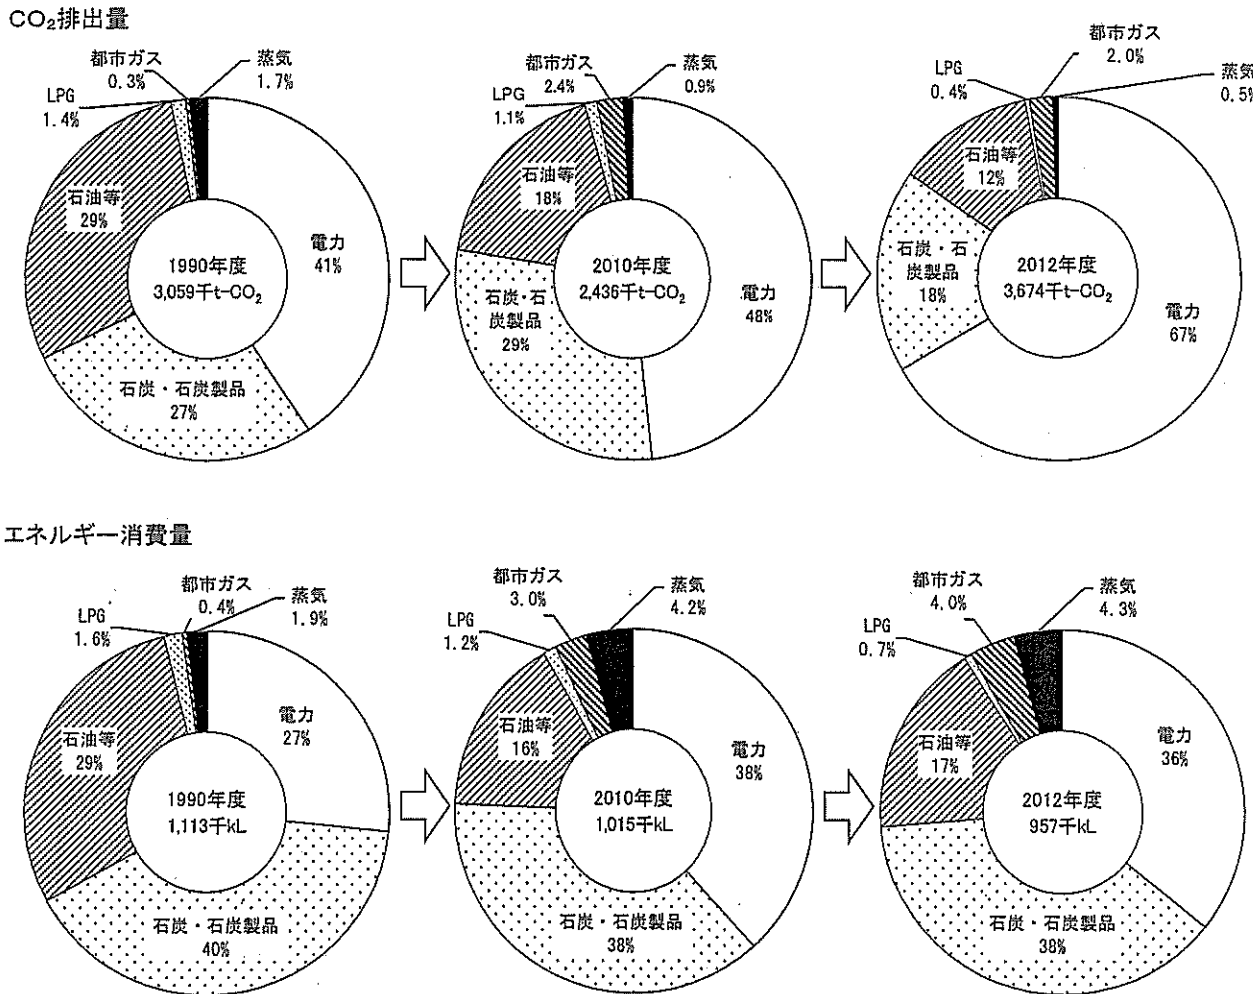 CO₂排出量
都市ガス
0.3%
蒸気
1.7%
LPG
1.4%
石油等
29%
電力
41%
1990年度
3,059千t-CO₂
石炭・石炭製品
27%
都市ガス
2.4%
蒸気
0.9%
LPG
1.1%
石油等
18%
2010年度
2,436千t-CO₂
電力
48%
石炭・石
炭製品
29%
都市ガス
2.0%
蒸気
0.5%
LPG
0.4%
石油等
12%
石炭・石
炭製品
18%
2012年度
3,674千t-CO₂
電力
67%
エネルギー消費量
都市ガス
0.4%
蒸気
1.9%
LPG
1.6%
電力
27%
石油等
29%
1990年度
1,113千kL
石炭・石炭製品
40%
都市ガス
3.0%
蒸気
4.2%
LPG
1.2%
石油等
16%
電力
38%
2010年度
1,015千kL
石炭・石炭製品
38%
都市ガス
4.0%
蒸気
4.3%
LPG
0.7%
石油等
17%
電力
36%
2012年度
957千kL
石炭・石炭製品
38%